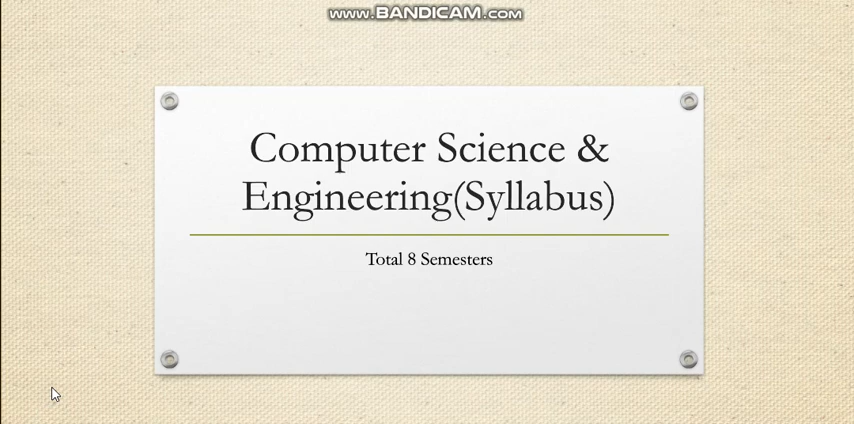 www.BANDICAM.com
Computer Science &
Engineering(Syllabus)
Total 8 Semesters